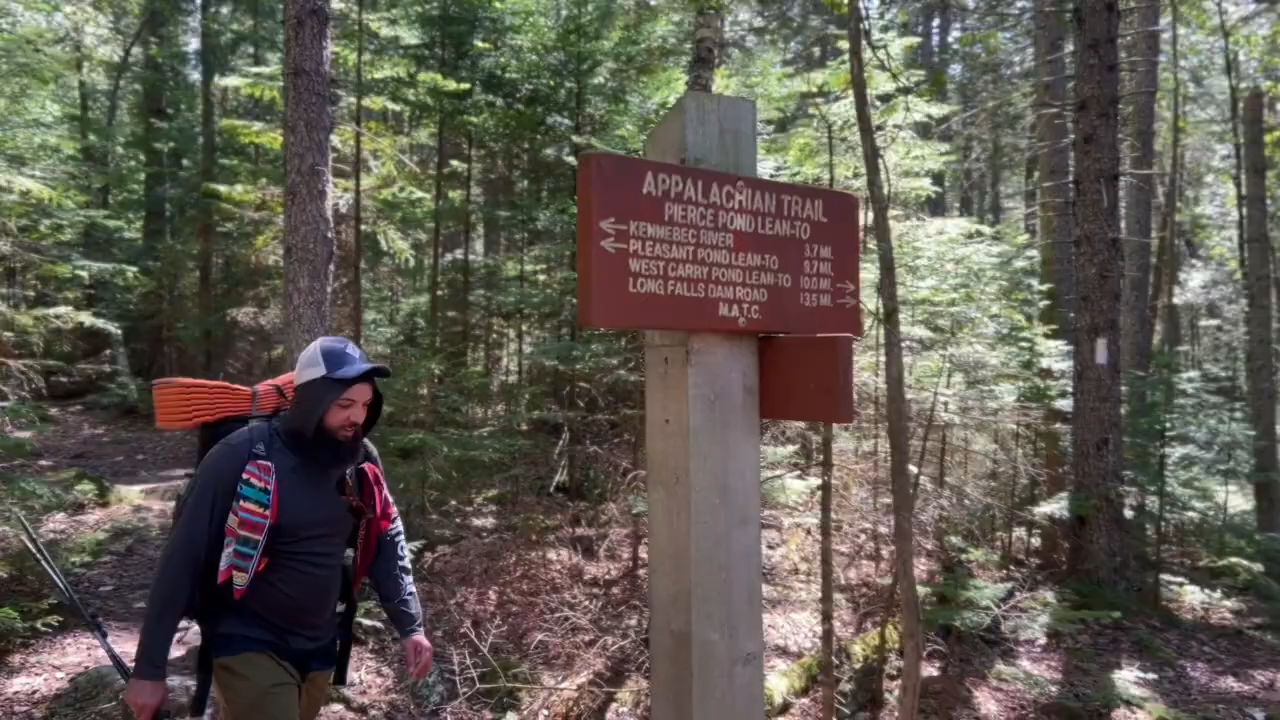 APPALACHIAN TRAIL
PIERCE POND LEAN-TO
← KENNEBEC RIVER 3.7 MI.
← PLEASANT POND LEAN-TO 9.7 MI.
WEST CARRY POND LEAN-TO 10.0 MI. →
LONG FALLS DAM ROAD 13.5 MI. →
M.A.T.C.